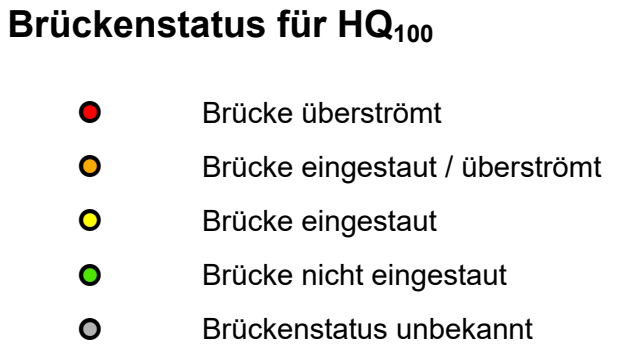 Brückenstatus für HQ100
Brücke überströmt
Brücke eingestaut / überströmt
Brücke eingestaut
Brücke nicht eingestaut
Brückenstatus unbekannt